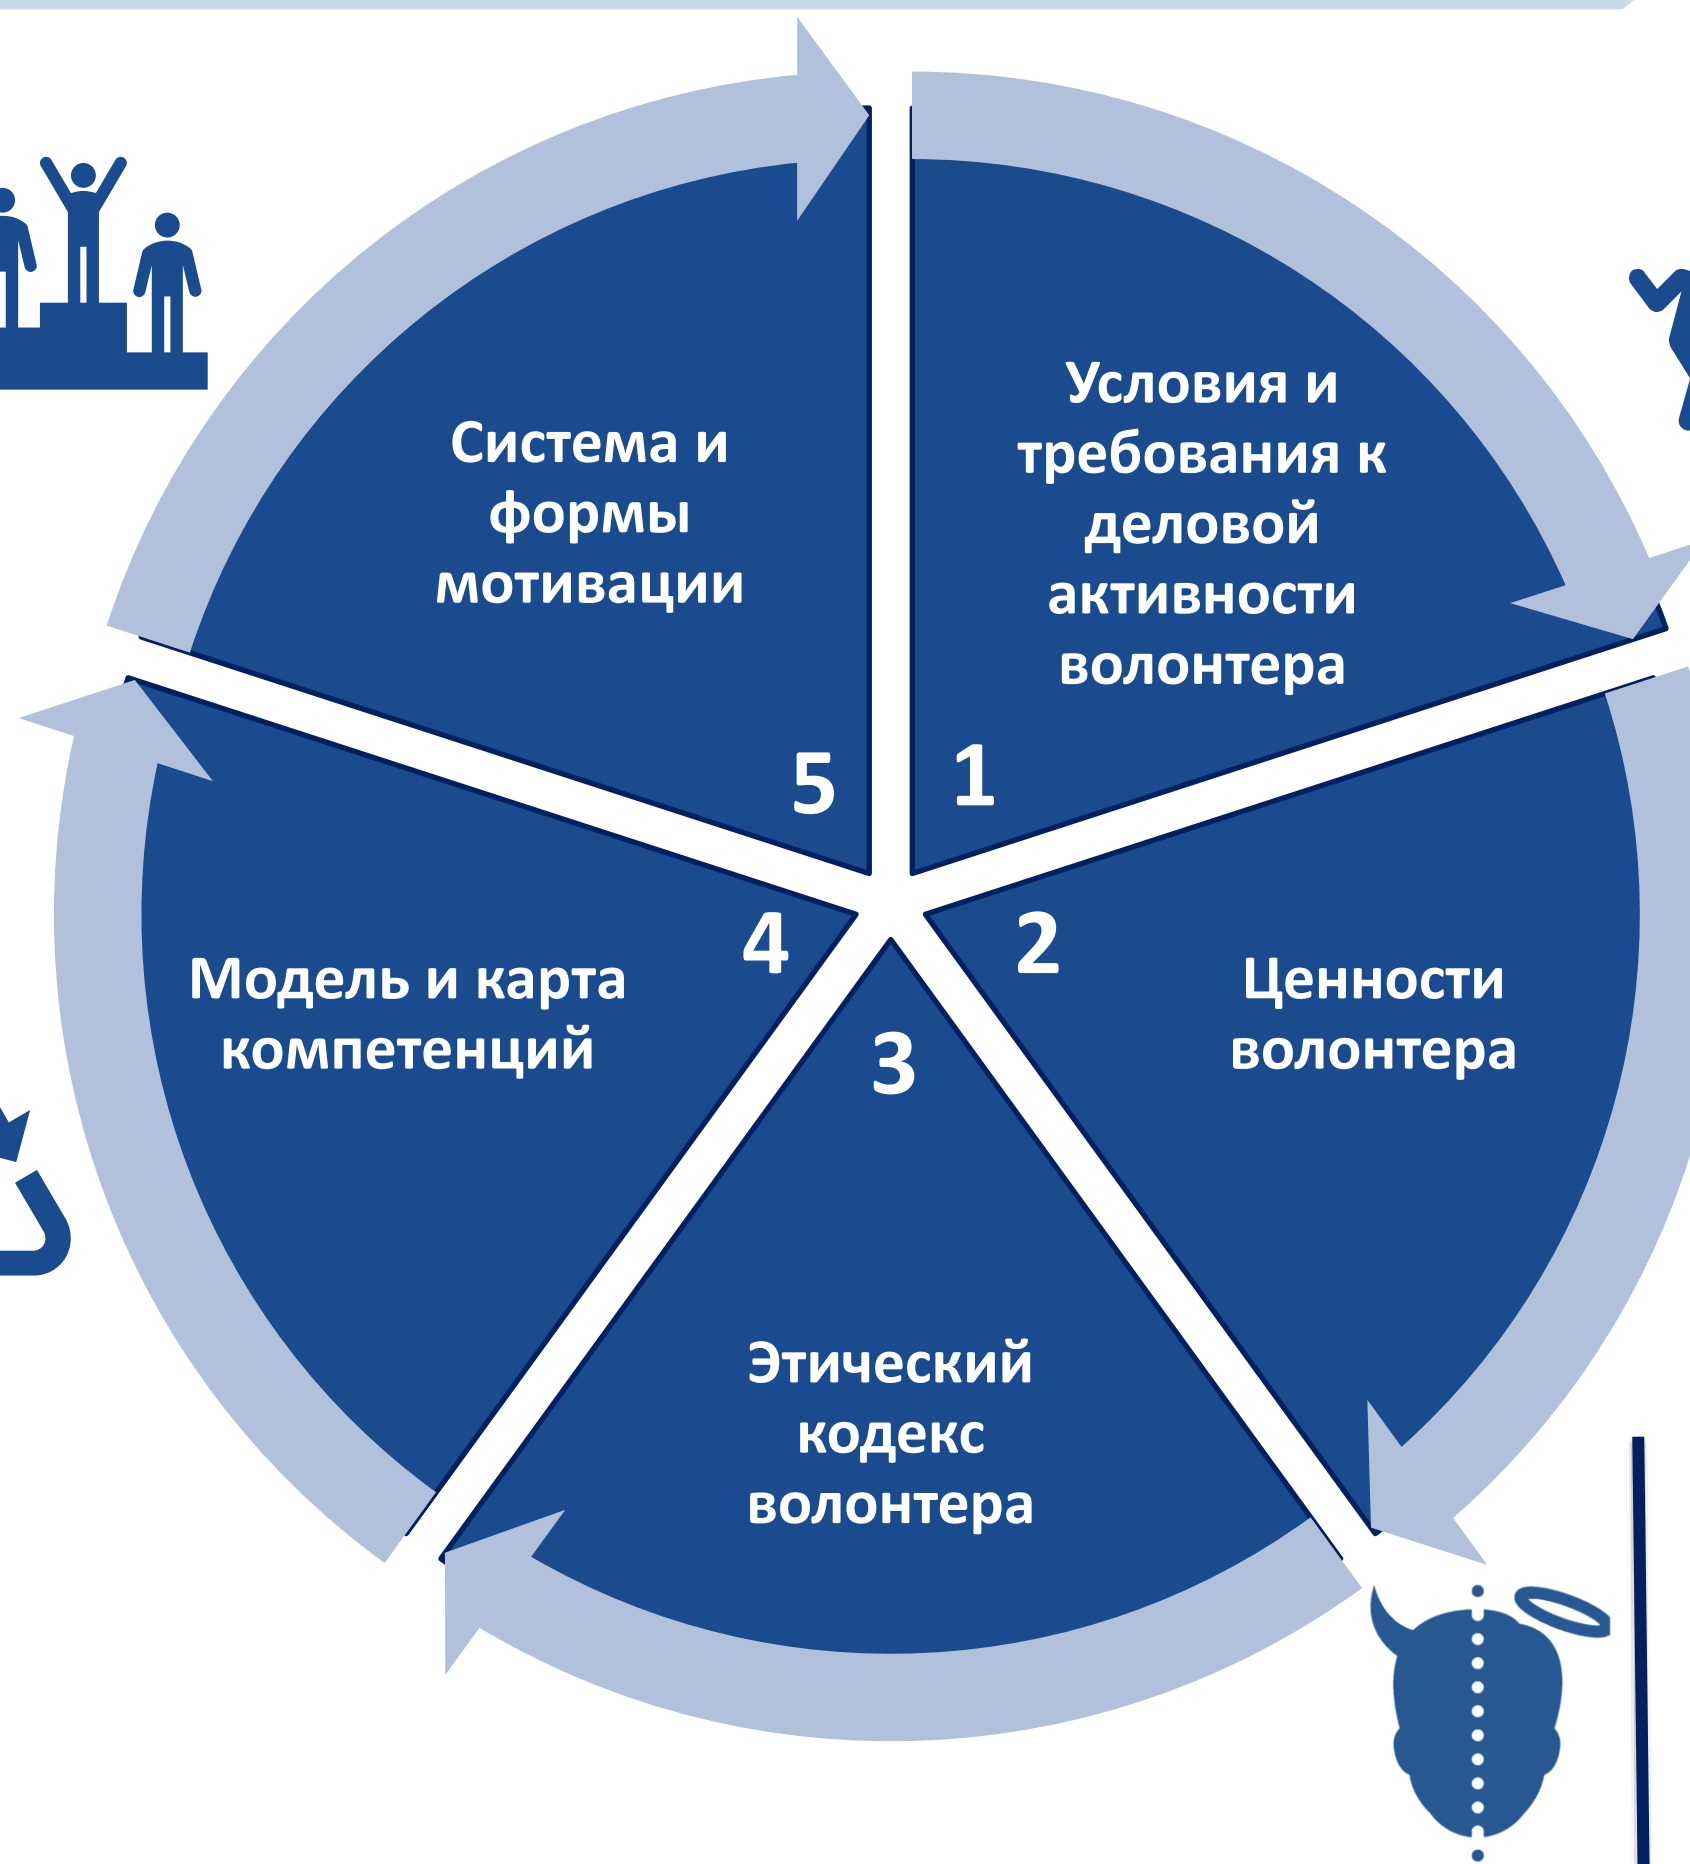 Условия и
требования к
деловой
активности
волонтера
1
2
Ценности
волонтера
3
Этический
кодекс
волонтера
4
Модель и карта
компетенций
Система и
формы
мотивации
5